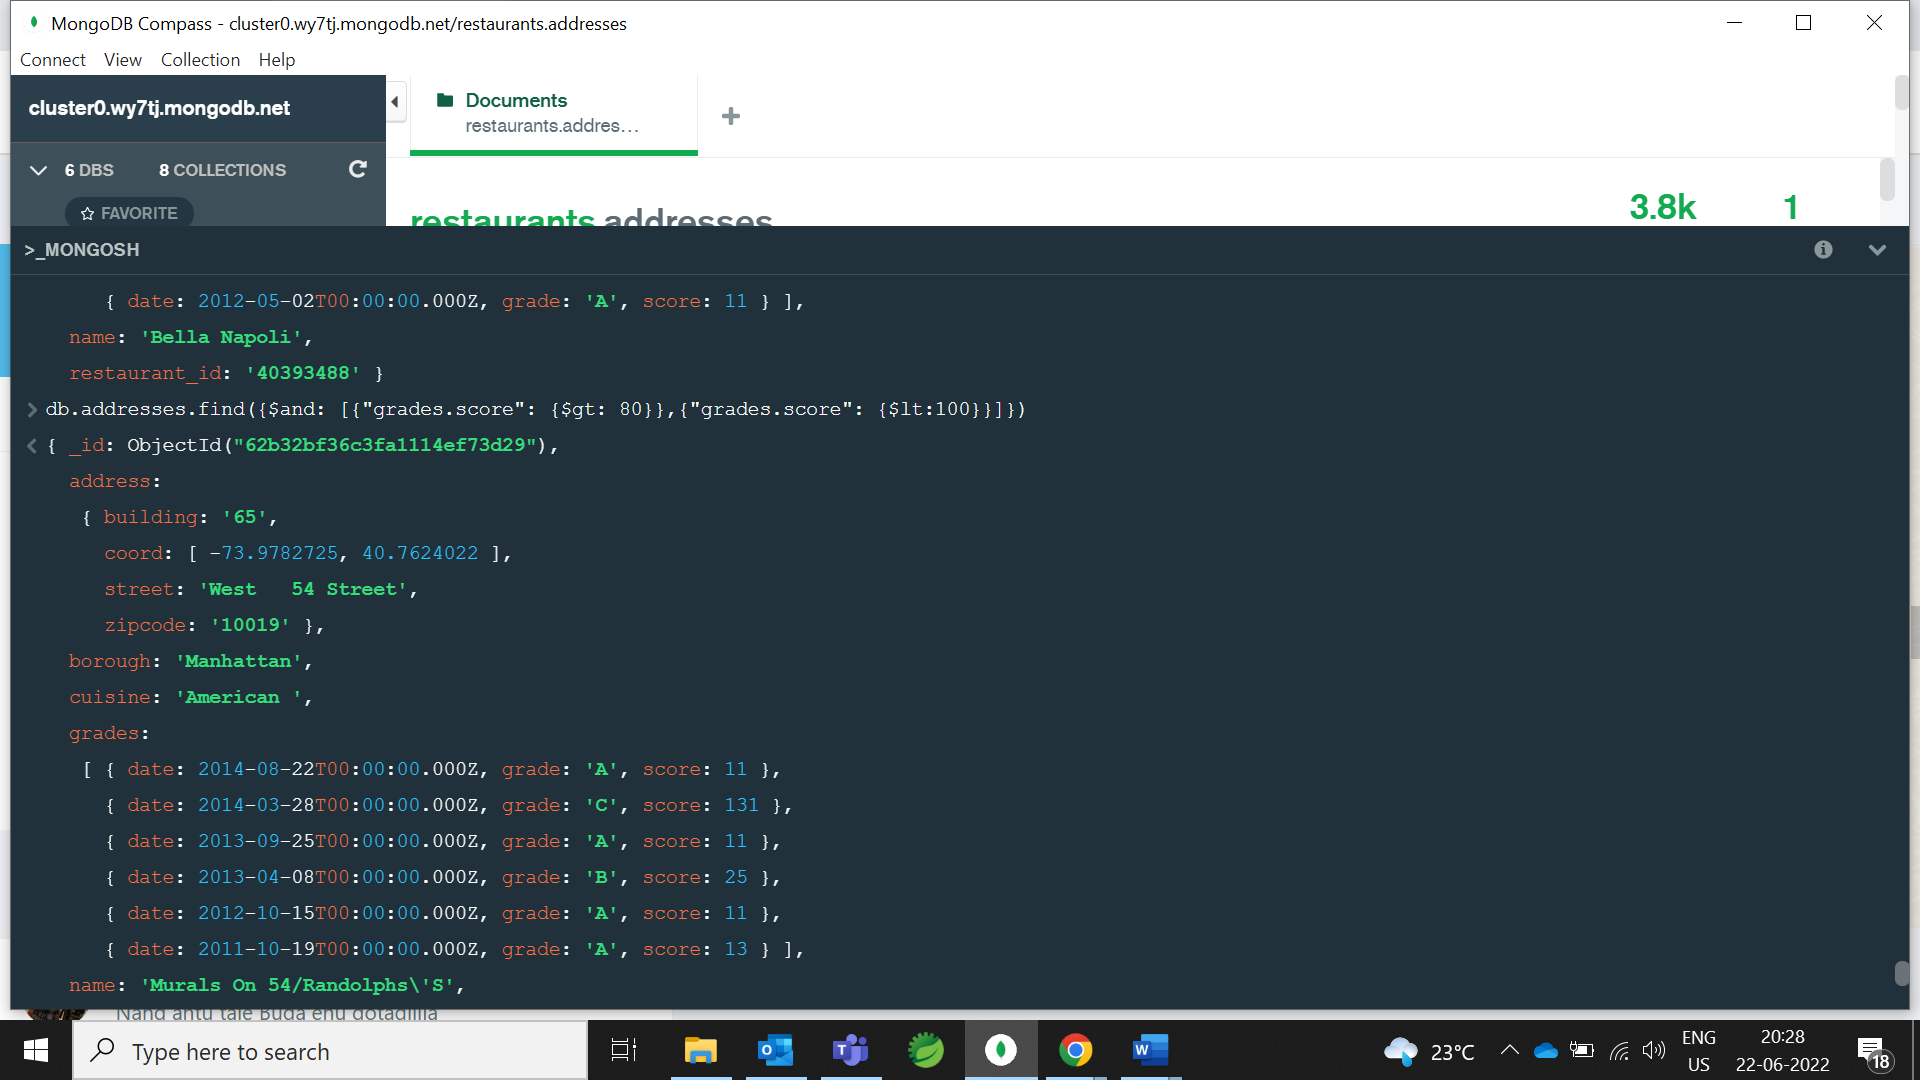 MongoDB Compass - cluster0.wy7tj.mongodb.net/restaurants.addresses
Connect View Collection Help
cluster0.wy7tj.mongodb.net
Documents
restaurants.addres...
6 DBS 8 COLLECTIONS
FAVORITE
restaurants.addresses
3.8k 1
>_MONGOSH
{ date: 2012-05-02T00:00:00.000Z, grade: 'A', score: 11 } ],
name: 'Bella Napoli',
restaurant_id: '40393488' }
db.addresses.find({$and: [{"grades.score": {$gt: 80}},{"grades.score": {$lt:100}}]})
{ _id: ObjectId("62b32bf36c3fa1114ef73d29"),
address:
{ building: '65',
coord: [ -73.9782725, 40.7624022 ],
street: 'West   54 Street',
zipcode: '10019' },
borough: 'Manhattan',
cuisine: 'American ',
grades:
[ { date: 2014-08-22T00:00:00.000Z, grade: 'A', score: 11 },
{ date: 2014-03-28T00:00:00.000Z, grade: 'C', score: 131 },
{ date: 2013-09-25T00:00:00.000Z, grade: 'A', score: 11 },
{ date: 2013-04-08T00:00:00.000Z, grade: 'B', score: 25 },
{ date: 2012-10-15T00:00:00.000Z, grade: 'A', score: 11 },
{ date: 2011-10-19T00:00:00.000Z, grade: 'A', score: 13 } ],
name: 'Murals On 54/Randolphs\'S',
Type here to search
23°C
ENG
US
20:28
22-06-2022
18